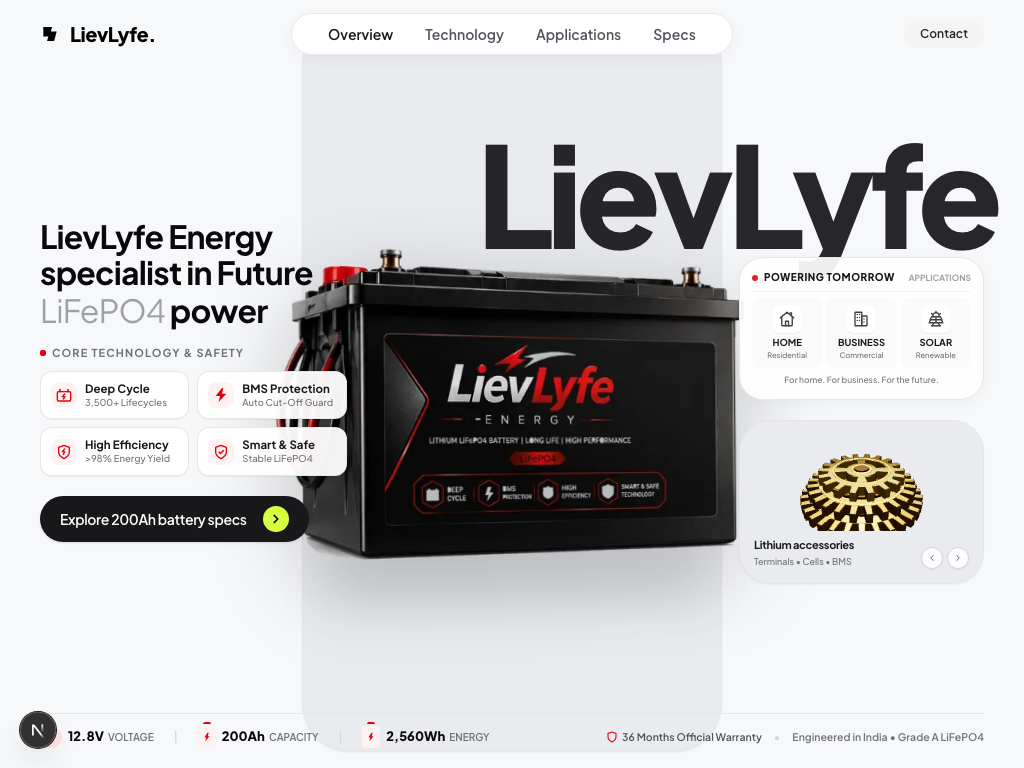 LievLyfe.
Overview Technology Applications Specs
Contact
LievLyfe
LievLyfe Energy
specialist in Future
LiFePO4 power
CORE TECHNOLOGY & SAFETY
Deep Cycle
3,500+ Lifecycles
BMS Protection
Auto Cut-Off Guard
High Efficiency
>98% Energy Yield
Smart & Safe
Stable LiFePO4
Explore 200Ah battery specs
LievLyfe
-ENERGY
LITHIUM LiFePO4 BATTERY | LONG LIFE | HIGH PERFORMANCE
LiFePO4
DEEP
CYCLE
BMS
PROTECTION
HIGH
EFFICIENCY
SMART & SAFE
TECHNOLOGY
POWERING TOMORROW APPLICATIONS
HOME
Residential
BUSINESS
Commercial
SOLAR
Renewable
For home. For business. For the future.
Lithium accessories
Terminals • Cells • BMS
N
12.8V VOLTAGE
200Ah CAPACITY
2,560Wh ENERGY
36 Months Official Warranty
Engineered in India • Grade A LiFePO4